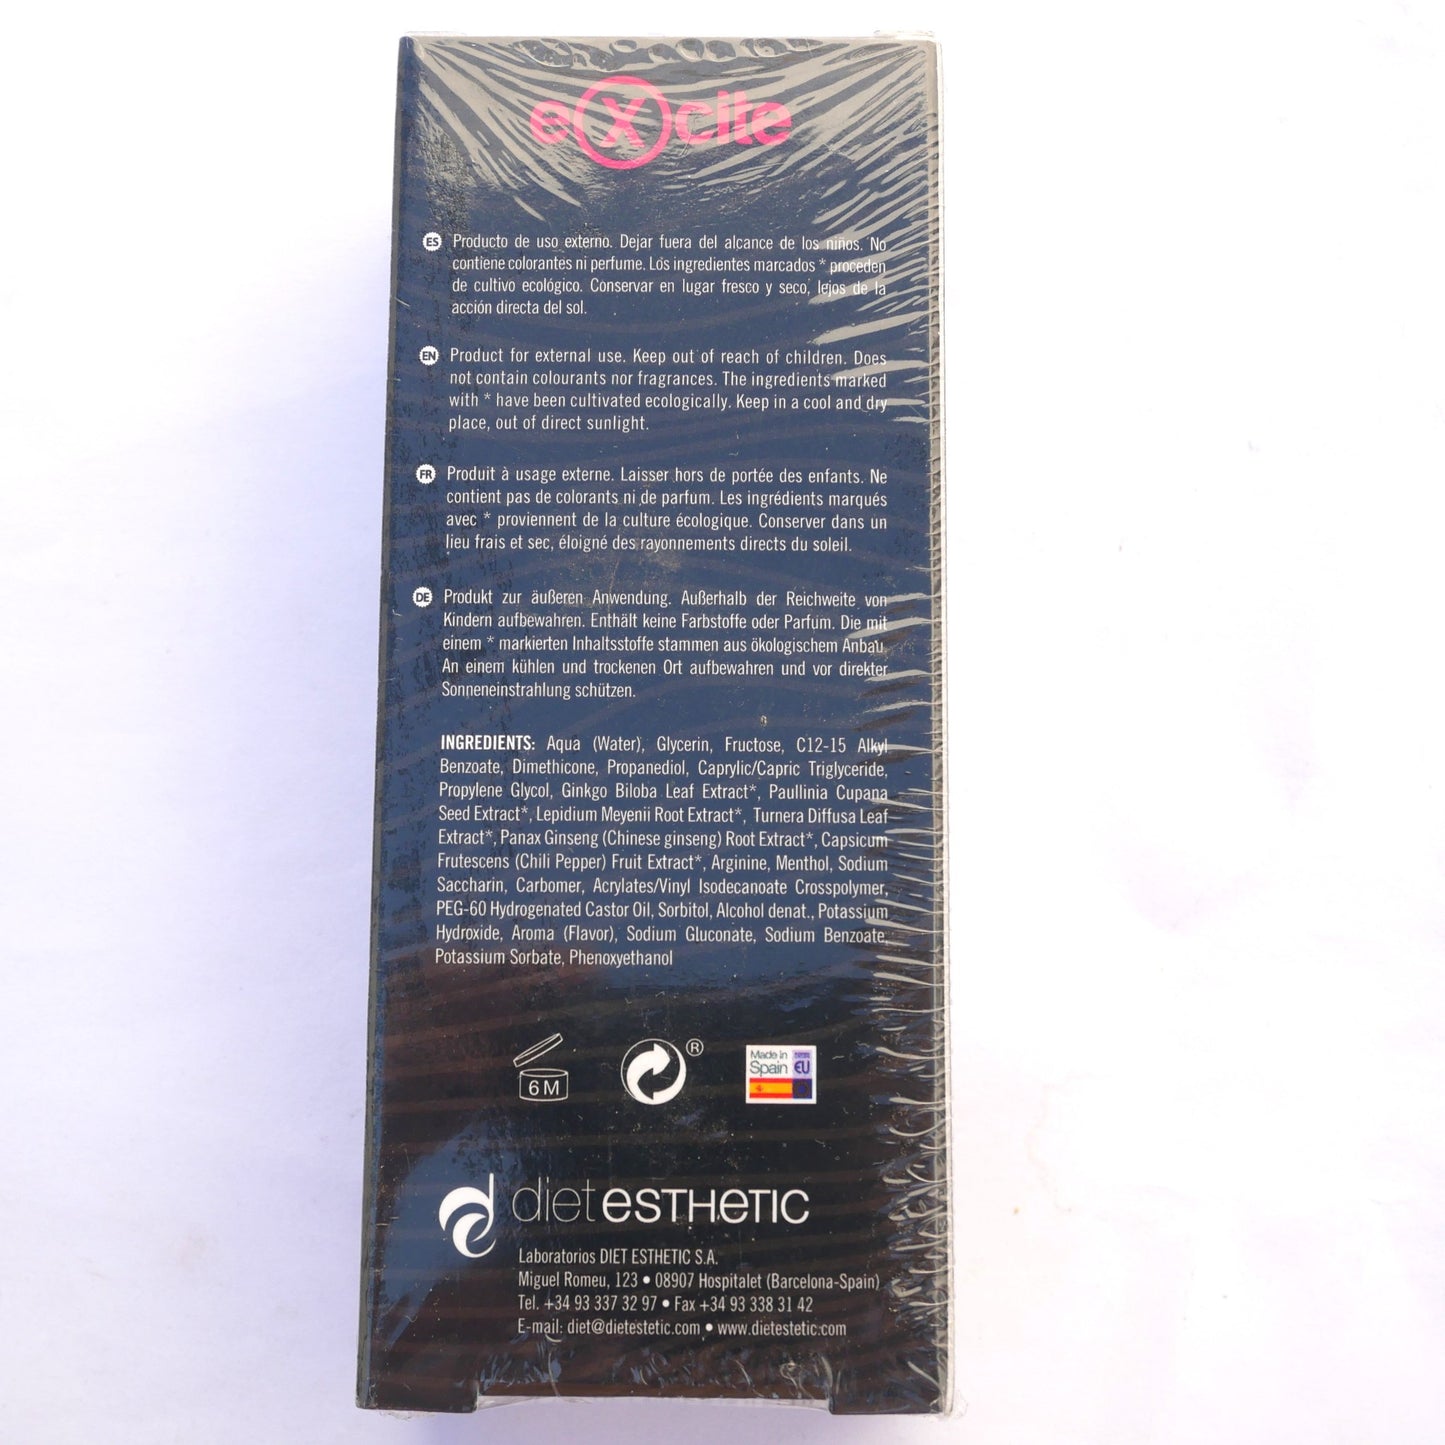 eXcite
ES Producto de uso externo. Dejar fuera del alcance de los niños. No
contiene colorantes ni perfume. Los ingredientes marcados * proceden
de cultivo ecológico. Conservar en lugar fresco y seco, lejos de la
acción directa del sol.
EN Product for external use. Keep out of reach of children. Does
not contain colourants nor fragrances. The ingredients marked
with * have been cultivated ecologically. Keep in a cool and dry
place, out of direct sunlight.
FR Produit à usage externe. Laisser hors de portée des enfants. Ne
contient pas de colorants ni de parfum. Les ingrédients marqués
avec * proviennent de la culture écologique. Conserver dans un
lieu frais et sec, éloigné des rayonnements directs du soleil.
DE Produkt zur äußeren Anwendung. Außerhalb der Reichweite von
Kindern aufbewahren. Enthält keine Farbstoffe oder Parfum. Die mit
einem * markierten Inhaltsstoffe stammen aus ökologischem Anbau.
An einem kühlen und trockenen Ort aufbewahren und vor direkter
Sonneneinstrahlung schützen.
INGREDIENTS: Aqua (Water), Glycerin, Fructose, C12-15 Alkyl
Benzoate, Dimethicone, Propanediol, Caprylic/Capric Triglyceride,
Propylene Glycol, Ginkgo Biloba Leaf Extract*, Paullinia Cupana
Seed Extract*, Lepidium Meyenii Root Extract*, Turnera Diffusa Leaf
Extract*, Panax Ginseng (Chinese ginseng) Root Extract*, Capsicum
Frutescens (Chili Pepper) Fruit Extract*, Arginine, Menthol, Sodium
Saccharin, Carbomer, Acrylates/Vinyl Isodecanoate Crosspolymer,
PEG-60 Hydrogenated Castor Oil, Sorbitol, Alcohol denat., Potassium
Hydroxide, Aroma (Flavor), Sodium Gluconate, Sodium Benzoate,
Potassium Sorbate, Phenoxyethanol
6 M
®
Made in
Spain EU
diet ESTHETIC
Laboratorios DIET ESTHETIC S.A.
Miguel Romeu, 123 • 08907 Hospitalet (Barcelona-Spain)
Tel. +34 93 337 32 97 • Fax +34 93 338 31 42
E-mail: diet@dietestetic.com • www.dietestetic.com